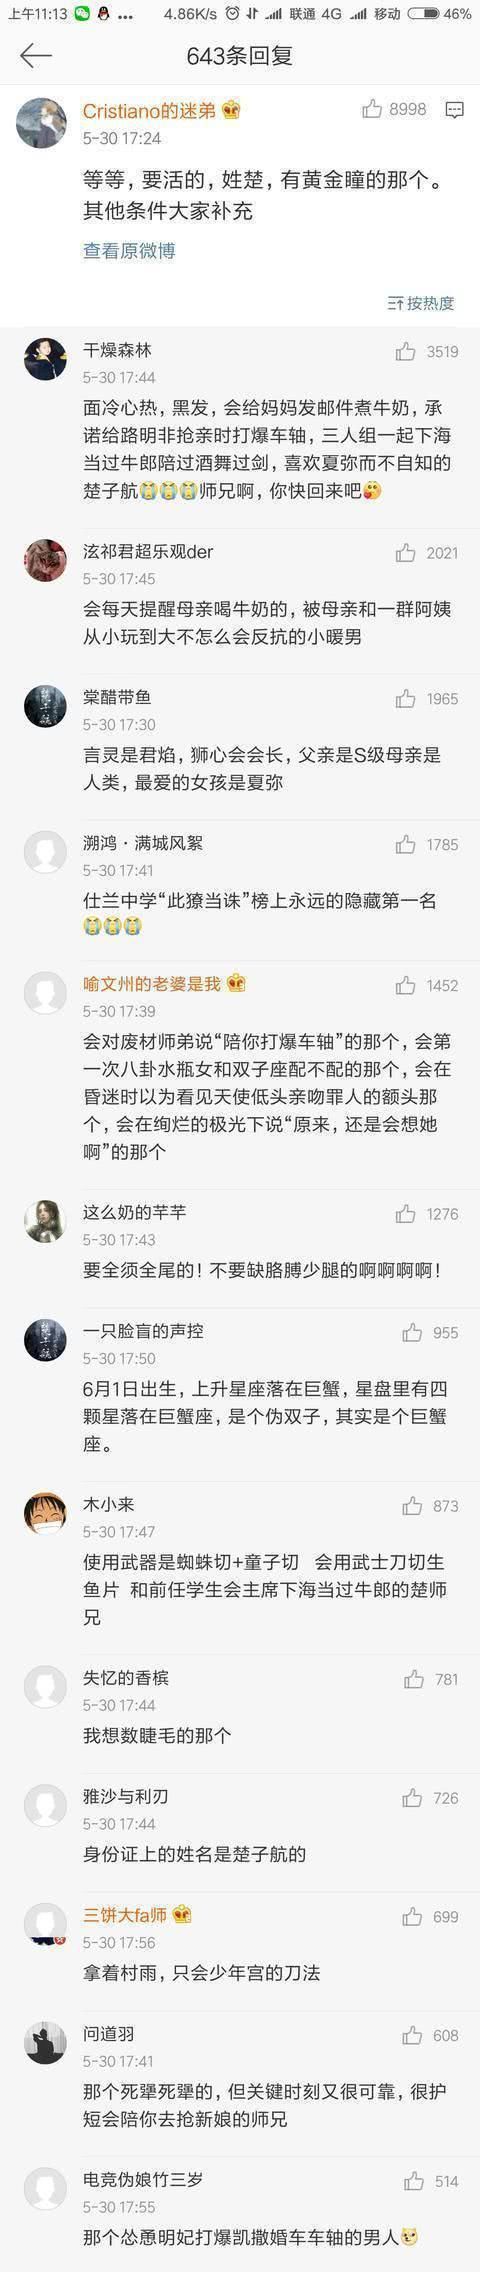 上午11:13 ... 4.86K/s 联通 4G 移动 46%
643条回复
Cristiano的迷弟 8998
5-30 17:24
等等，要活的，姓楚，有黄金瞳的那个。
其他条件大家补充
查看原微博
按热度
干燥森林 3519
5-30 17:44
面冷心热，黑发，会给妈妈发邮件煮牛奶，承
诺给路明非抢亲时打爆车轴，三人组一起下海
当过牛郎陪过酒舞过剑，喜欢夏弥而不自知的
楚子航😭😭😭师兄啊，你快回来吧😘
泫祁君超乐观der 2021
5-30 17:45
会每天提醒母亲喝牛奶的，被母亲和一群阿姨
从小玩到大不怎么会反抗的小暖男
棠醋带鱼 1965
5-30 17:30
言灵是君焰，狮心会会长，父亲是S级母亲是
人类，最爱的女孩是夏弥
溯鸿·满城风絮 1785
5-30 17:41
仕兰中学“此獠当诛”榜上永远的隐藏第一名
😭😭😭
喻文州的老婆是我 1452
5-30 17:39
会对废材师弟说“陪你打爆车轴”的那个，会第
一次八卦水瓶女和双子座配不配的那个，会在
昏迷时以为看见天使低头亲吻罪人的额头那
个，会在绚烂的极光下说“原来，还是会想她
啊”的那个
这么奶的芊芊 1276
5-30 17:43
要全须全尾的！不要缺胳膊少腿的啊啊啊啊！
一只脸盲的声控 955
5-30 17:50
6月1日出生，上升星座落在巨蟹，星盘里有四
颗星落在巨蟹座，是个伪双子，其实是个巨蟹
座。
木小来 873
5-30 17:47
使用武器是蜘蛛切+童子切 会用武士刀切生
鱼片 和前任学生会主席下海当过牛郎的楚师
兄
失忆的香槟 781
5-30 17:44
我想数睫毛的那个
雅沙与利刃 726
5-30 17:44
身份证上的姓名是楚子航的
三饼大fa师 699
5-30 17:56
拿着村雨，只会少年宫的刀法
问道羽 608
5-30 17:41
那个死犟死犟的，但关键时刻又很可靠，很护
短会陪你去抢新娘的师兄
电竞伪娘竹三岁 514
5-30 17:55
那个怂恿明妃打爆凯撒婚车车轴的男人